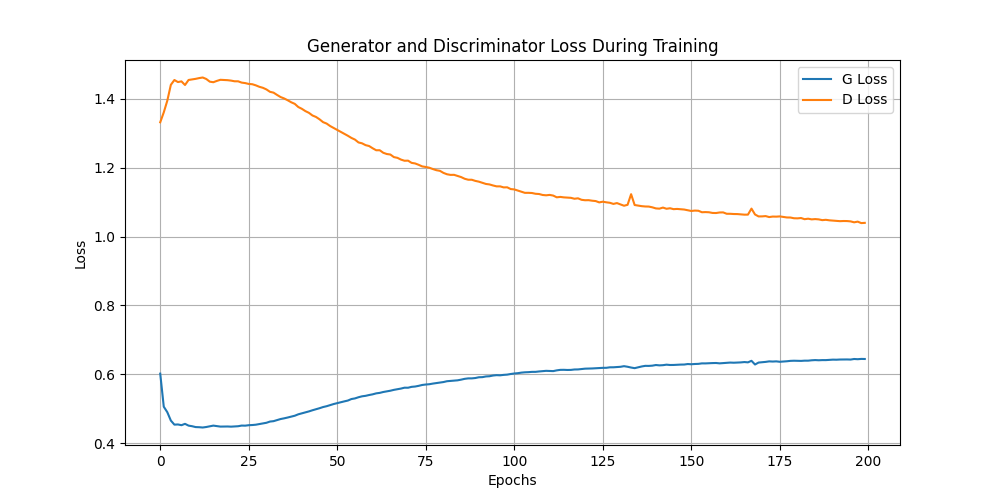 Generator and Discriminator Loss During Training
G Loss
D Loss
1.4
1.2
1.0
0.8
0.6
0.4
Loss
0 25 50 75 100 125 150 175 200
Epochs